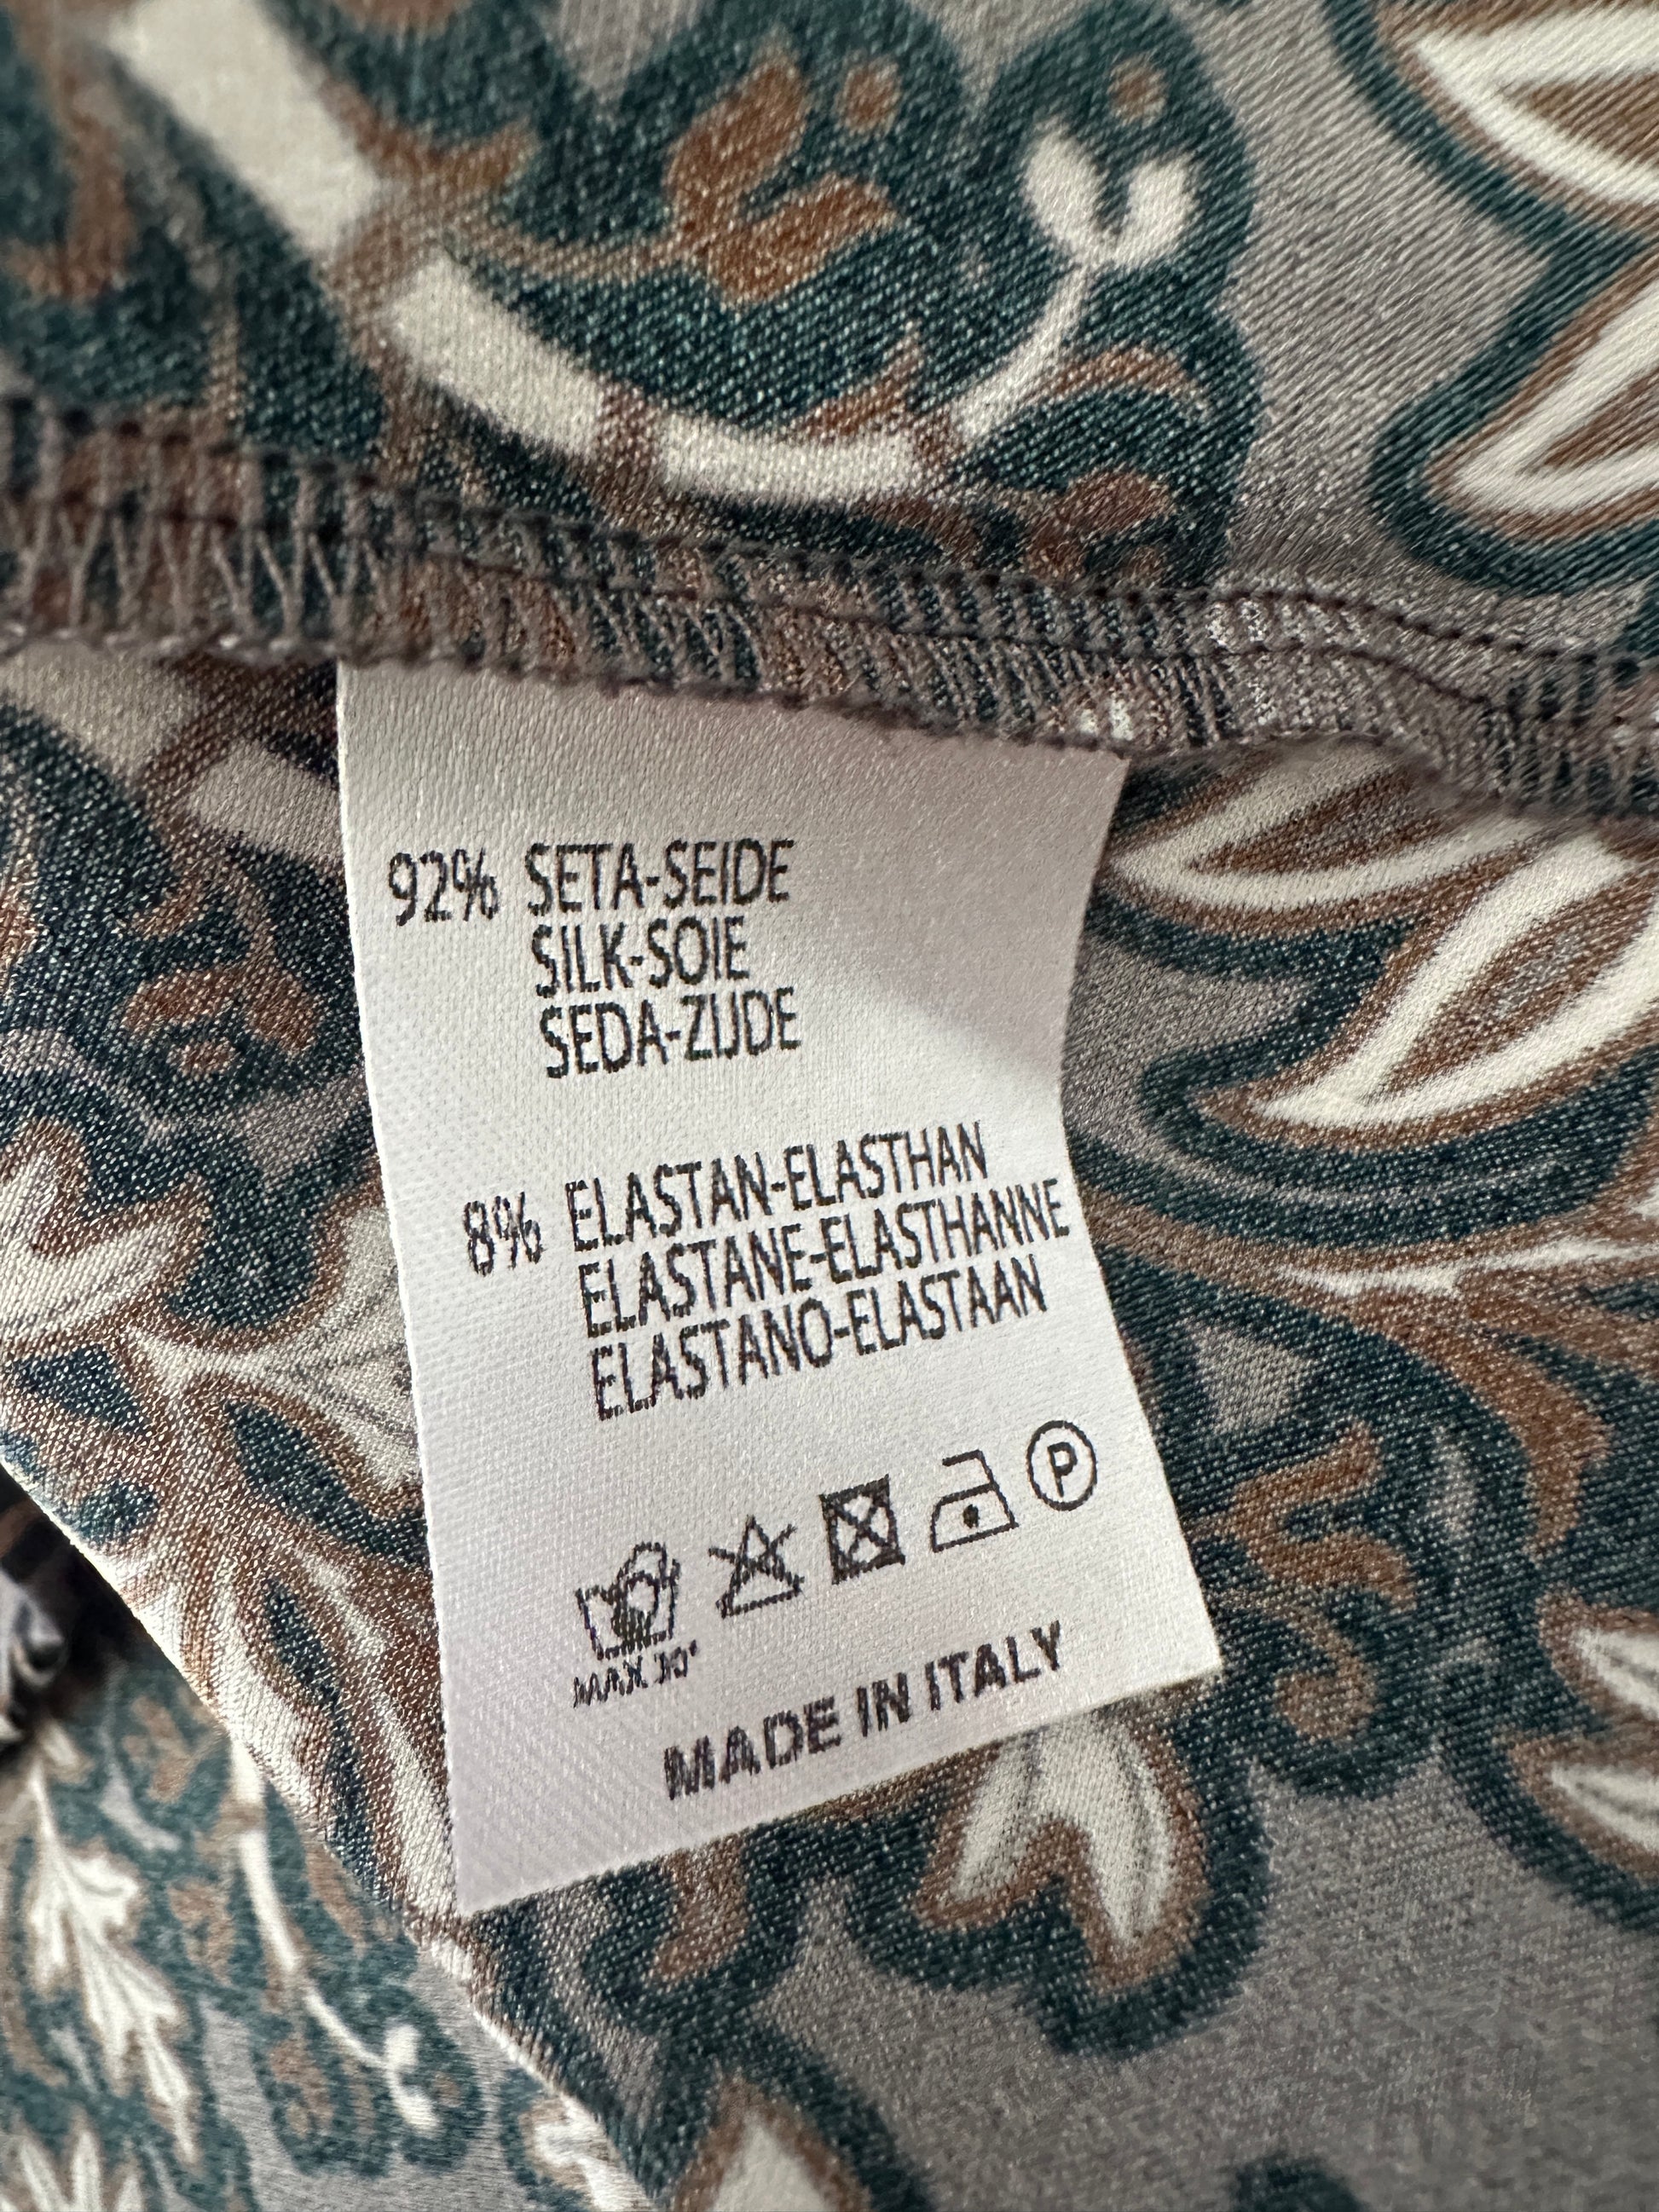 92% SETA-SEIDE
SILK-SOIE
SEDA-ZIJDE
8% ELASTAN-ELASTHAN
ELASTANE-ELASTHANNE
ELASTANO-ELASTAAN
P
MAX 30°
MADE IN ITALY